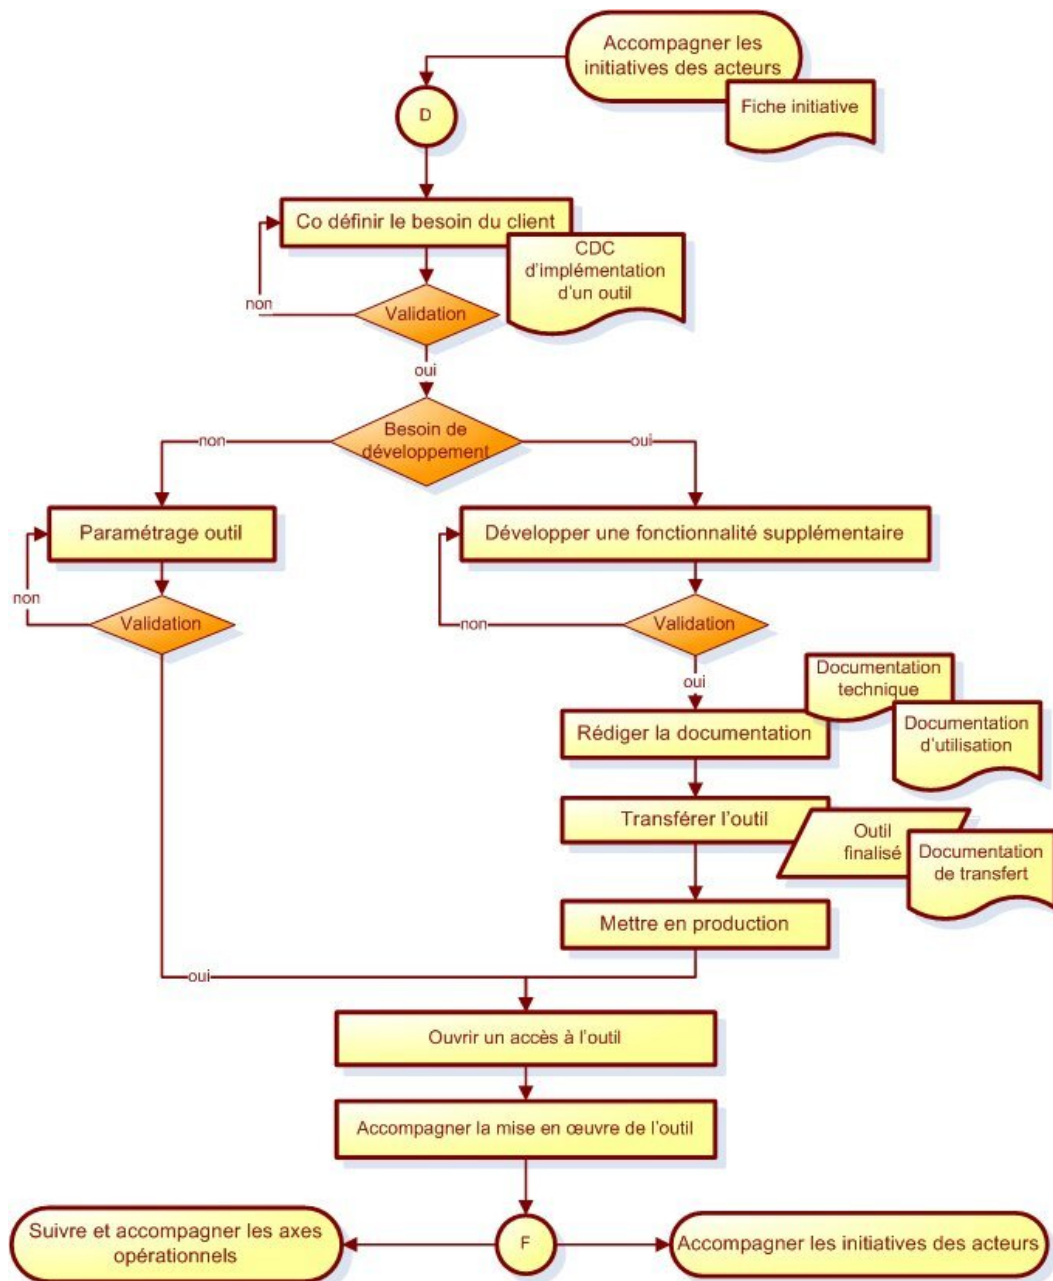 Accompagner les
initiatives des acteurs
Fiche initiative
D
Co définir le besoin du client
CDC
d'implémentation
d'un outil
non
Validation
oui
Besoin de
développement
non
oui
Paramétrage outil
Développer une fonctionnalité supplémentaire
non
Validation
non
Validation
oui
Documentation
technique
Rédiger la documentation
Documentation
d'utilisation
Transférer l'outil
Outil
finalisé
Documentation
de transfert
Mettre en production
oui
Ouvrir un accès à l'outil
Accompagner la mise en œuvre de l'outil
Suivre et accompagner les axes
opérationnels
F
Accompagner les initiatives des acteurs